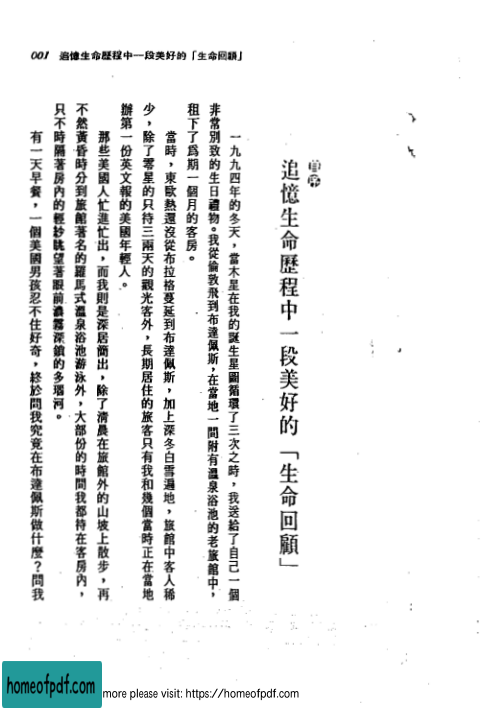 001 追憶生命歷程中一段美好的「生命回顧」
自序
追憶生命歷程中一段美好的「生命回顧」
一九九四年的冬天，當木星在我的誕生星圖循環了三次之時，我送給了自己一個
非常別致的生日禮物。我從倫敦飛到布達佩斯，在當地一間附有溫泉浴池的老旅館中，
租下了為期一個月的客房。
當時，東歐熱還沒從布拉格蔓延到布達佩斯，加上深冬白雪遍地，旅館中客人稀
少，除了零星的只待三兩天的觀光客外，長期居住的旅客只有我和幾個當時正在當地
辦第一份英文報的美國年輕人。
那些美國人忙進忙出，而我則是深居簡出，除了清晨在旅館外的山坡上散步，再
不然黃昏時分到旅館著名的羅馬式溫泉浴池游泳外，大部份的時間我都待在客房內，
只不時隔著房內的輕紗眺望著眼前濃霧深鎖的多瑙河。
有一天早餐，一個美國男孩忍不住好奇，終於問我究竟在布達佩斯做什麼？問我
homeofpdf.com
more please visit: https://homeofpdf.com